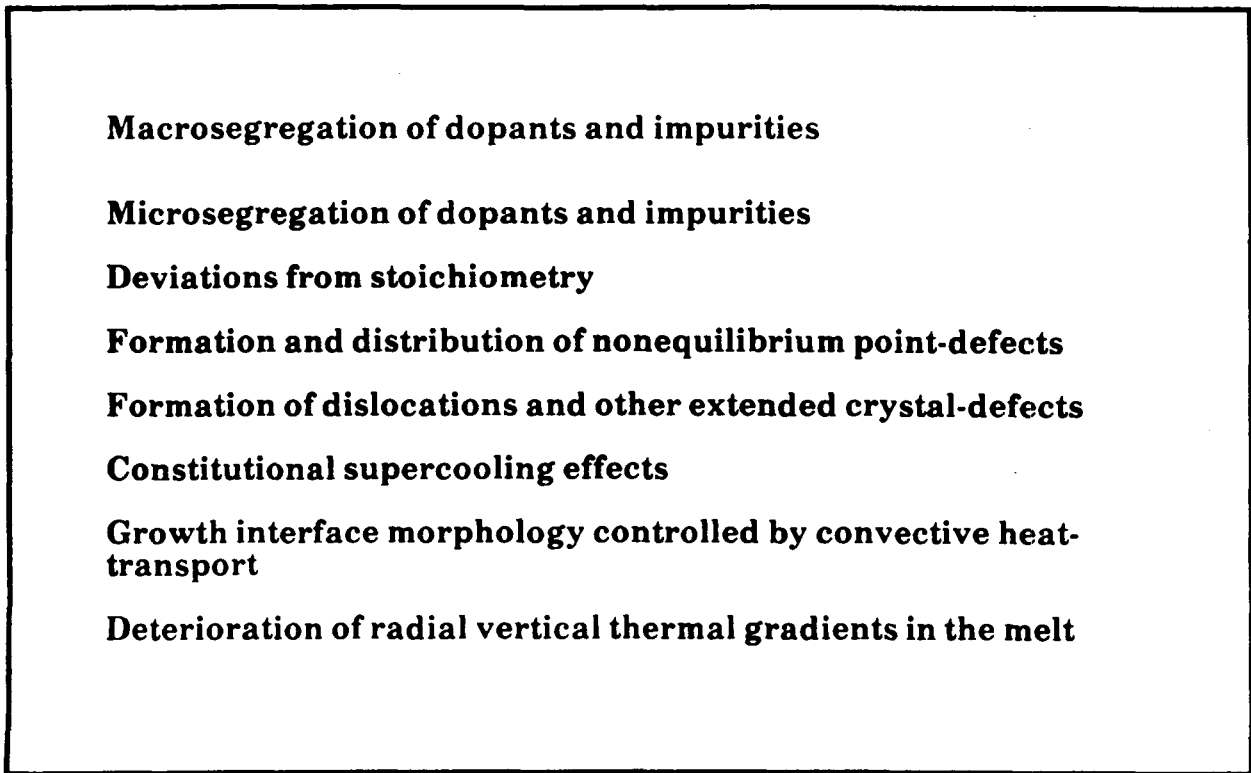 Macrosegregation of dopants and impurities
Microsegregation of dopants and impurities
Deviations from stoichiometry
Formation and distribution of nonequilibrium point-defects
Formation of dislocations and other extended crystal-defects
Constitutional supercooling effects
Growth interface morphology controlled by convective heat-
transport
Deterioration of radial vertical thermal gradients in the melt